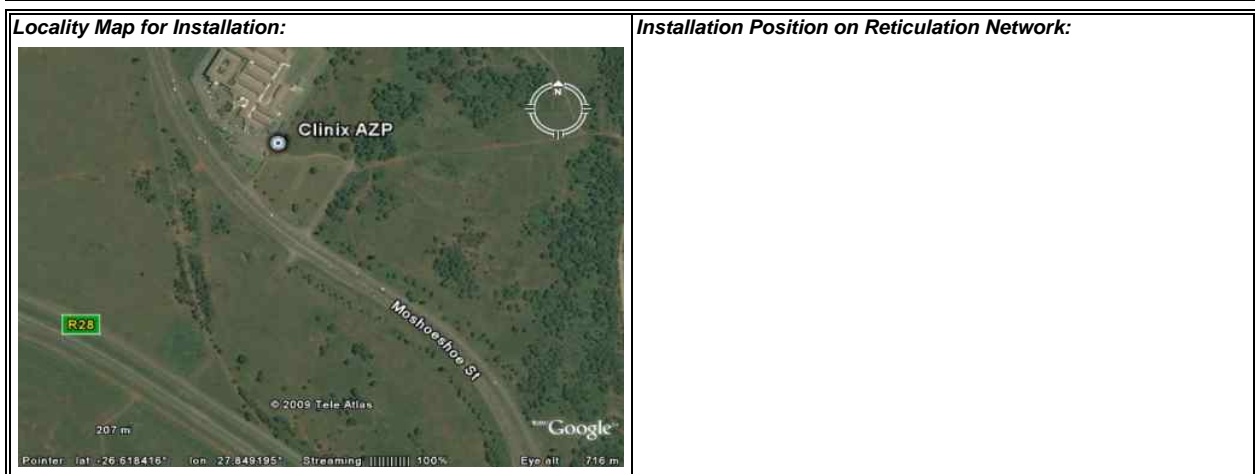 Locality Map for Installation:
Installation Position on Reticulation Network:
N
Clinix AZP
Moshoeshoe St
R28
© 2009 Tele Atlas
207 m
Google
Pointer lat -26.618416° lon 27.849195° Streaming |||||||||| 100% Eye alt 716 m